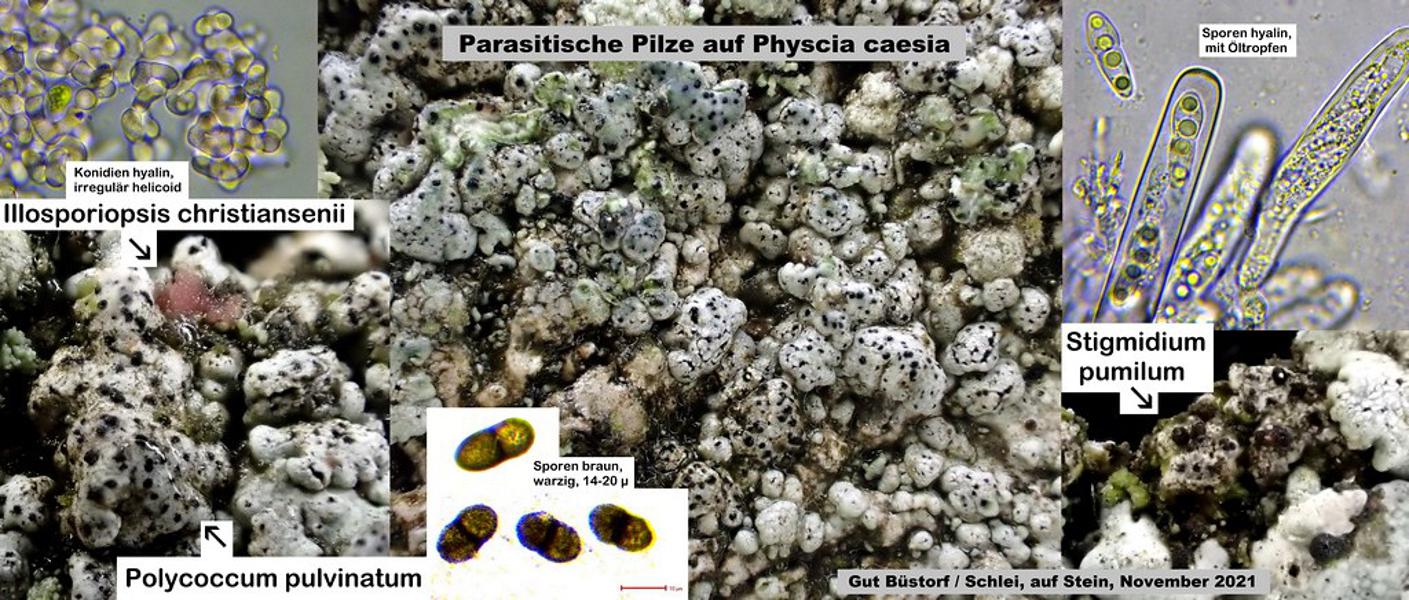 Parasitische Pilze auf Physcia caesia
Konidien hyalin,
irregulär helicoid
Illosporiopsis christiansenii
Polycoccum pulvinatum
Sporen braun,
warzig, 14-20 µ
Sporen hyalin,
mit Öltropfen
Stigmidium
pumilum
Gut Büstorf / Schlei, auf Stein, November 2021